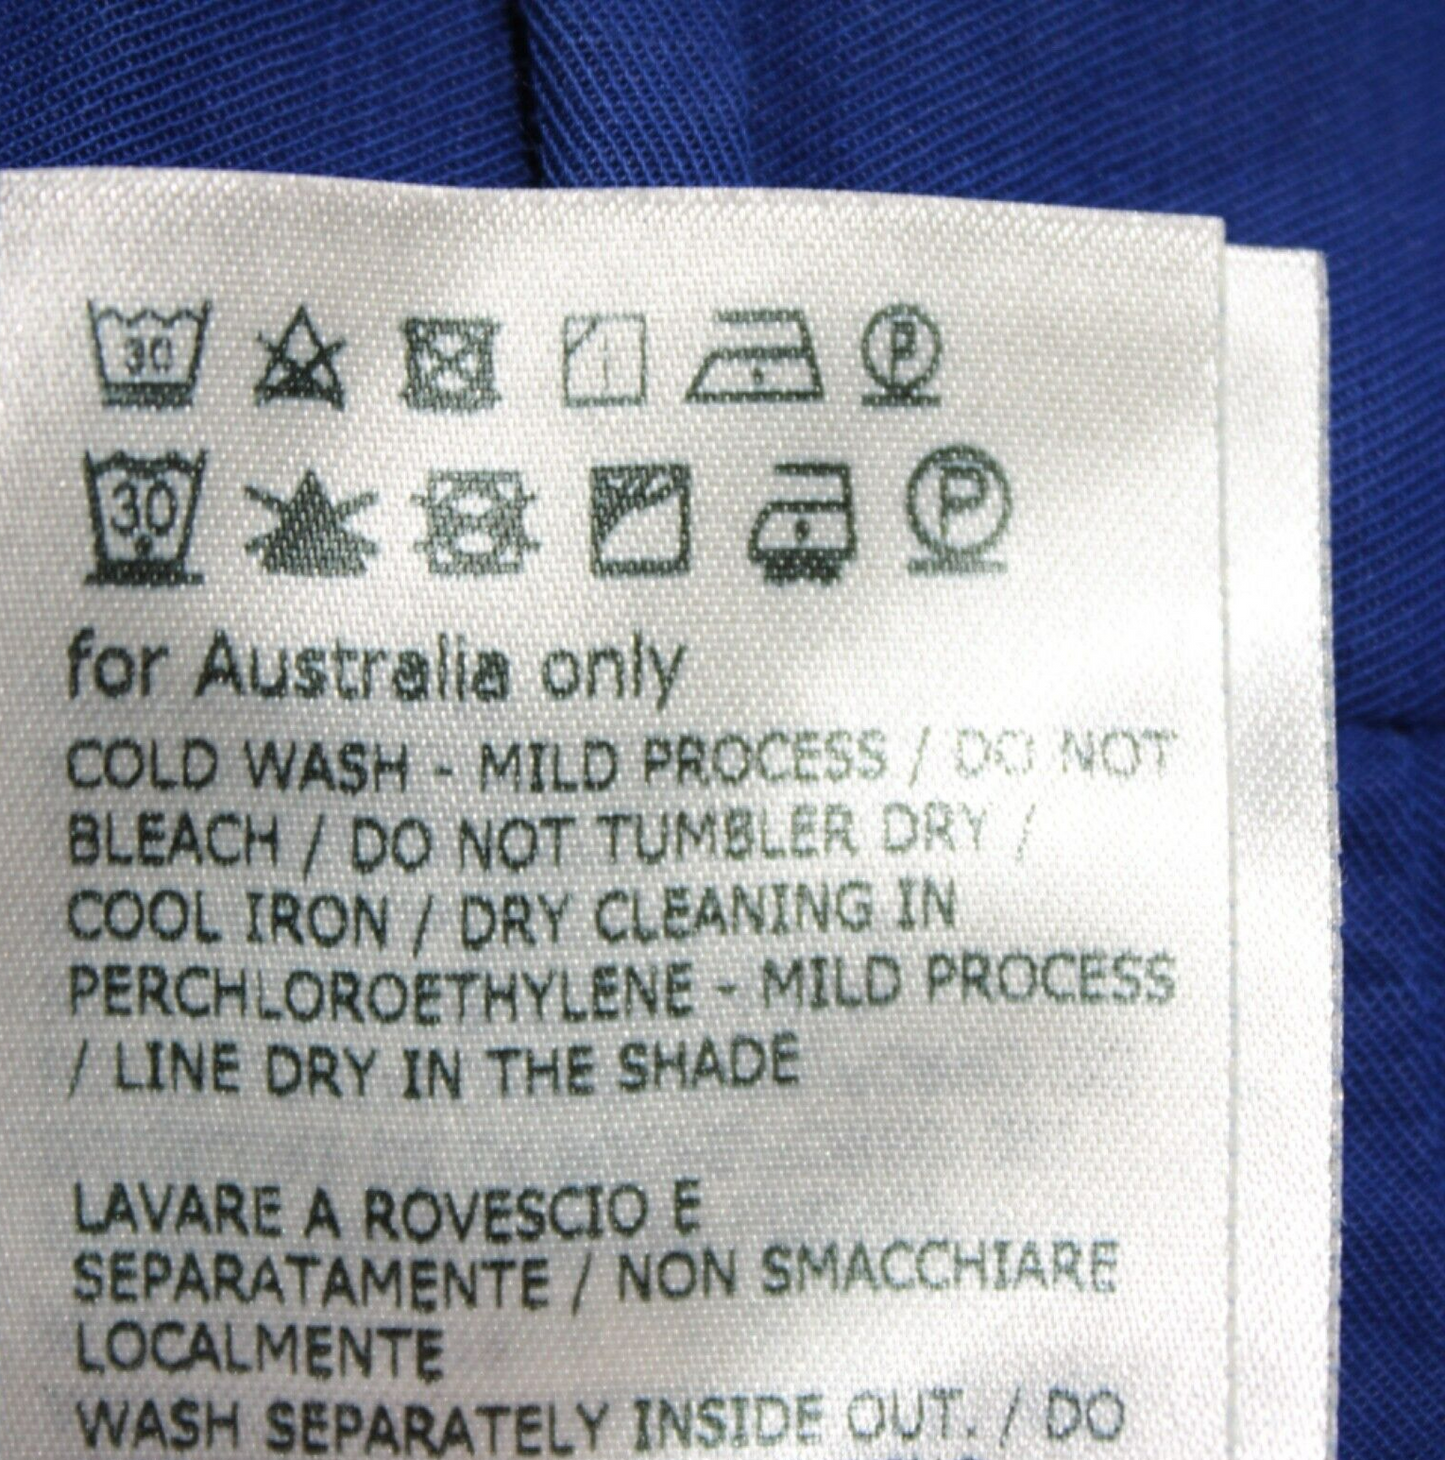 30 P
30 P
for Australia only
COLD WASH - MILD PROCESS / DO NOT
BLEACH / DO NOT TUMBLER DRY /
COOL IRON / DRY CLEANING IN
PERCHLOROETHYLENE - MILD PROCESS
/ LINE DRY IN THE SHADE
LAVARE A ROVESCIO E
SEPARATAMENTE / NON SMACCHIARE
LOCALMENTE
WASH SEPARATELY INSIDE OUT. / DO